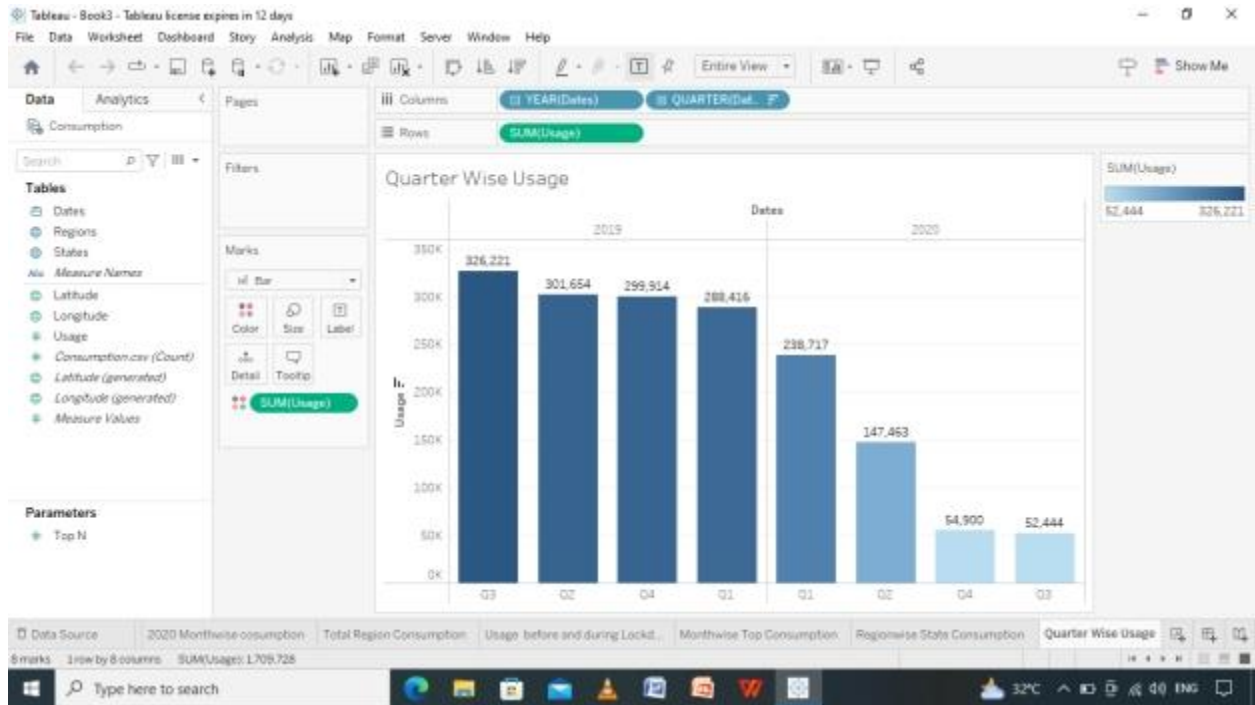 Tableau - Book3 - Tableau license expires in 12 days
File Data Worksheet Dashboard Story Analysis Map Format Server Window Help
Entire View
Show Me
Data Analytics
Consumption
Search
Tables
Dates
Regions
States
Abc Measure Names
Latitude
Longitude
Usage
Consumption.csv (Count)
Latitude (generated)
Longitude (generated)
Measure Values
Parameters
Top N
Pages
Filters
Marks
Bar
Color Size Label
Detail Tooltip
SUM(Usage)
iii Columns YEAR(Dates) QUARTER(Dat..
Rows SUM(Usage)
Quarter Wise Usage
Dates
2019 2020
Usage
350K
300K
250K
200K
150K
100K
50K
0K
326,221 301,654 299,914 288,416 238,717 147,463 54,900 52,444
Q3 Q2 Q4 Q1 Q1 Q2 Q4 Q3
SUM(Usage)
52,444 326,221
Data Source 2020 Monthwise cosumption Total Region Consumption Usage before and during Lockd.. Monthwise Top Consumption Regionwise State Consumption Quarter Wise Usage
8 marks 1 row by 8 columns SUM(Usage): 1,709,728
Type here to search
32°C ENG